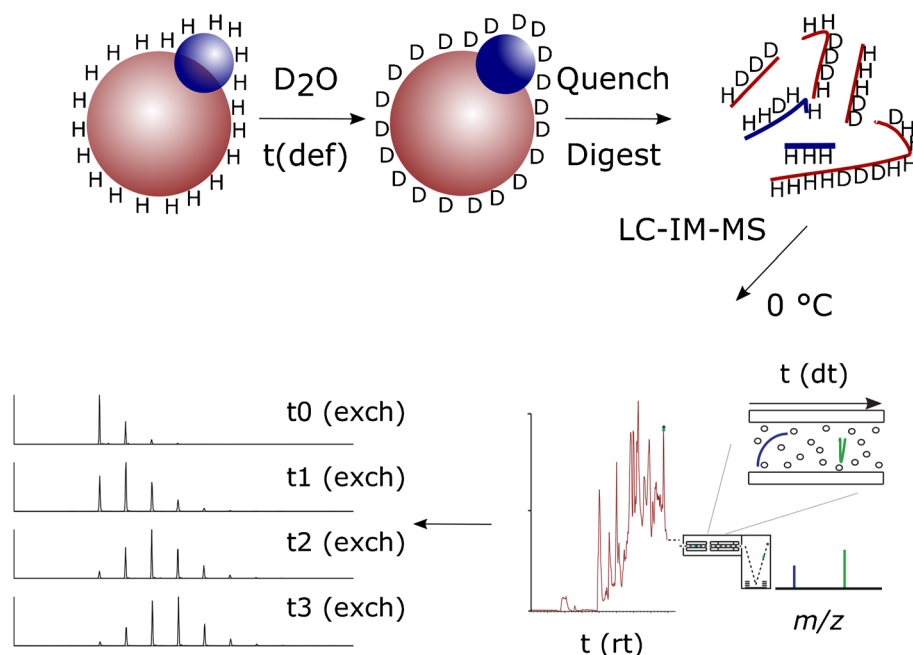 H H H H H H H H H H H H H H H H H H H H
D₂O
t(def)
D D D D D D D D D D D D D D D D D D D D
Quench
Digest
D D D
H D D D
H H
D D
H H D H H
D H
H H H
H H H H D D D H H
LC-IM-MS
0 °C
t (dt)
t0 (exch)
t1 (exch)
t2 (exch)
t3 (exch)
t (rt)
m/z